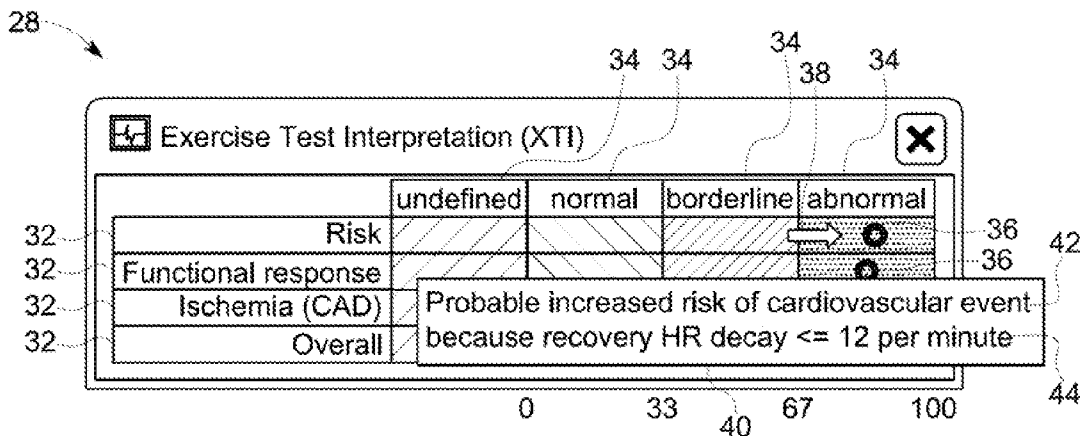 28
34 34 34 38 34
Exercise Test Interpretation (XTI)
undefined normal borderline abnormal
32 Risk 36
32 Functional response 36 42
32 Ischemia (CAD) Probable increased risk of cardiovascular event
32 Overall because recovery HR decay <= 12 per minute
0 33 40 67 100 44